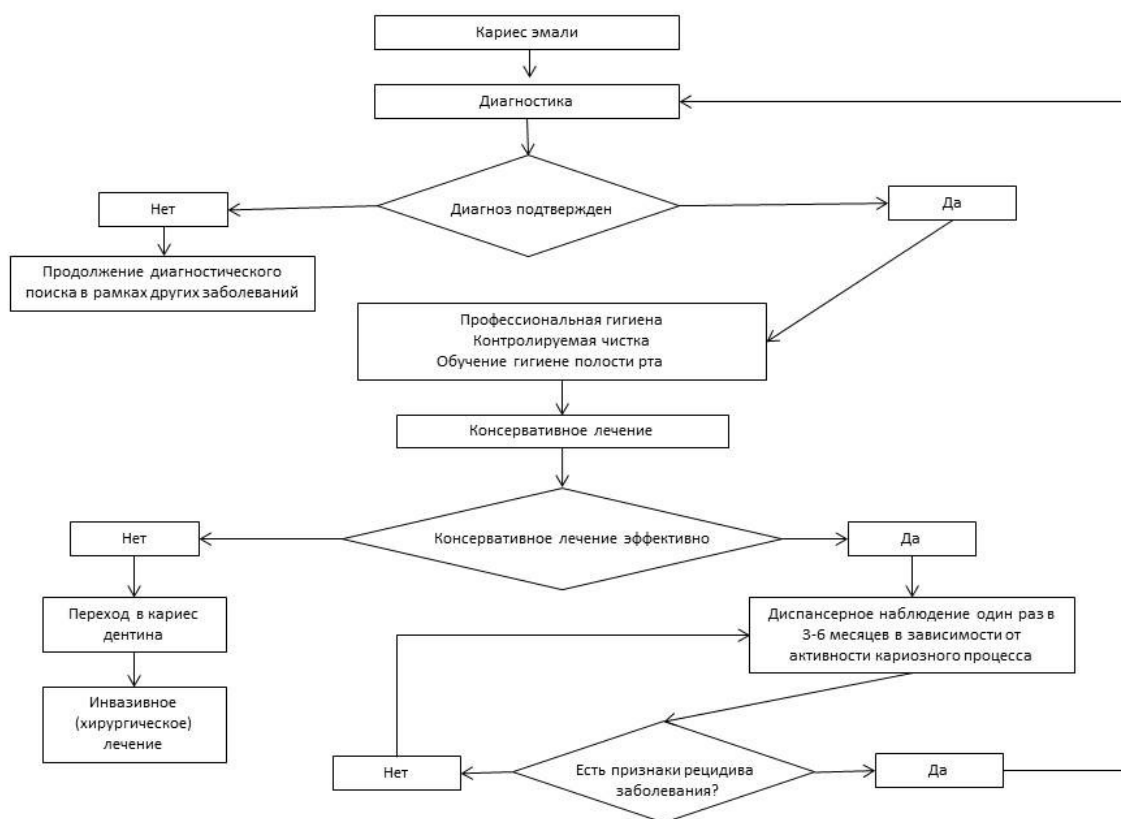 Кариес эмали
Диагностика
Диагноз подтвержден
Нет
Да
Продолжение диагностического
поиска в рамках других заболеваний
Профессиональная гигиена
Контролируемая чистка
Обучение гигиене полости рта
Консервативное лечение
Консервативное лечение эффективно
Нет
Да
Переход в кариес
дентина
Инвазивное
(хирургическое)
лечение
Диспансерное наблюдение один раз в
3-6 месяцев в зависимости от
активности кариозного процесса
Есть признаки рецидива
заболевания?
Нет
Да